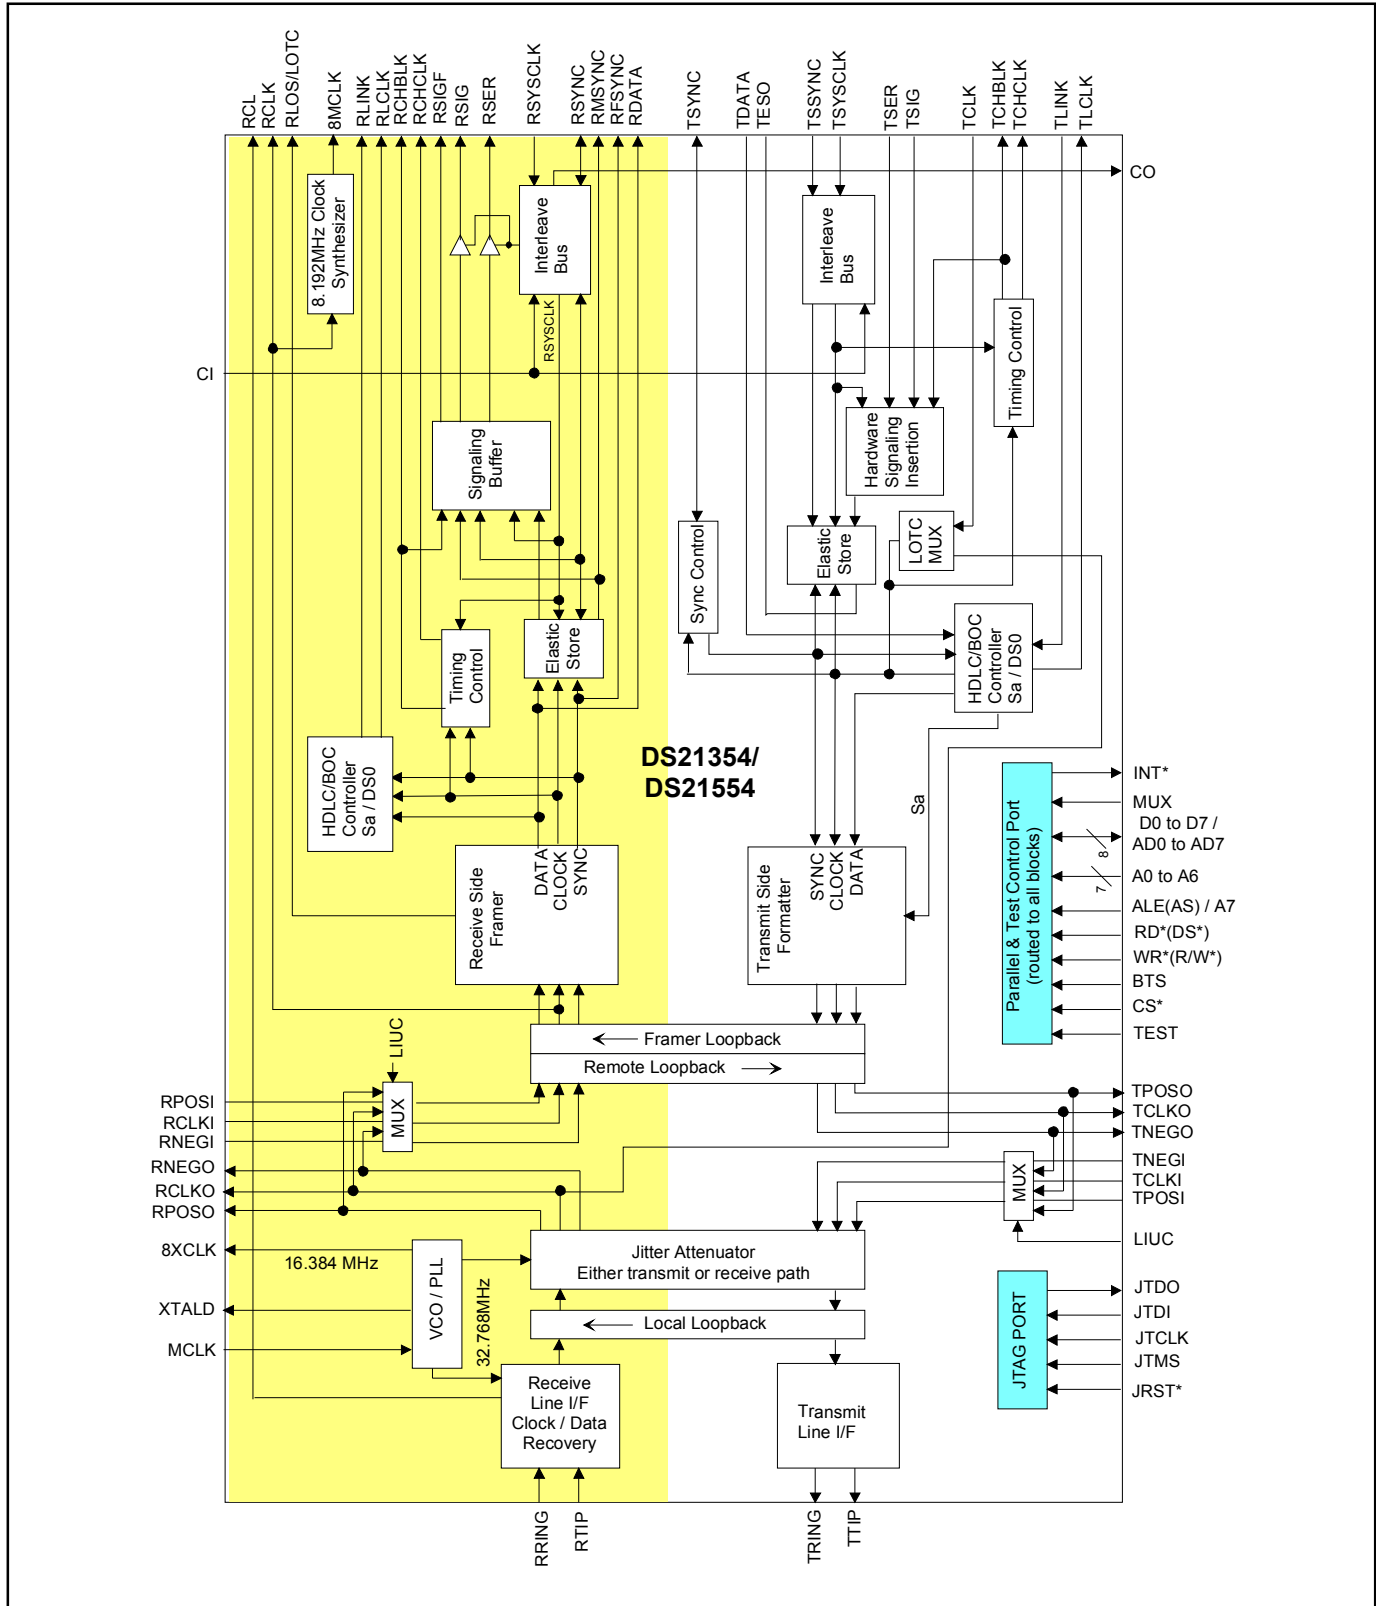 RCL
RCLK
RLOS/LOTC
8MCLK
RLINK
RLCLK
RCHBLK
RCHCLK
RSIGF
RSIG
RSER
RSYSCLK
RSYNC
RMSYNC
RFSYNC
RDATA
TSYNC
TDATA
TESO
TSSYNC
TSYSCLK
TSER
TSIG
TCLK
TCHBLK
TCHCLK
TLINK
TLCLK
CO
8.192MHz Clock
Synthesizer
Interleave
Bus
Interleave
Bus
RSYSCLK
Timing Control
CI
Signaling
Buffer
Hardware
Signaling
Insertion
Sync Control
Elastic
Store
LOTC
MUX
Timing
Control
Elastic
Store
HDLC/BOC
Controller
Sa / DS0
HDLC/BOC
Controller
Sa / DS0
DS21354/
DS21554
Sa
Receive Side
Framer
DATA
CLOCK
SYNC
Transmit Side
Formatter
SYNC
CLOCK
DATA
Parallel & Test Control Port
(routed to all blocks)
INT*
MUX
D0 to D7 /
AD0 to AD7
8
A0 to A6
7
ALE(AS) / A7
RD*(DS*)
WR*(R/W*)
BTS
CS*
TEST
Framer Loopback
Remote Loopback
LIUC
MUX
RPOSI
RCLKI
RNEGI
RNEGO
RCLKO
RPOSO
TPOSO
TCLKO
TNEGO
TNEGI
TCLKI
TPOSI
MUX
LIUC
8XCLK
16.384 MHz
XTALD
MCLK
VCO / PLL
32.768MHz
Jitter Attenuator
Either transmit or receive path
Local Loopback
Receive
Line I/F
Clock / Data
Recovery
Transmit
Line I/F
JTAG PORT
JTDO
JTDI
JTCLK
JTMS
JRST*
RRING
RTIP
TRING
TTIP